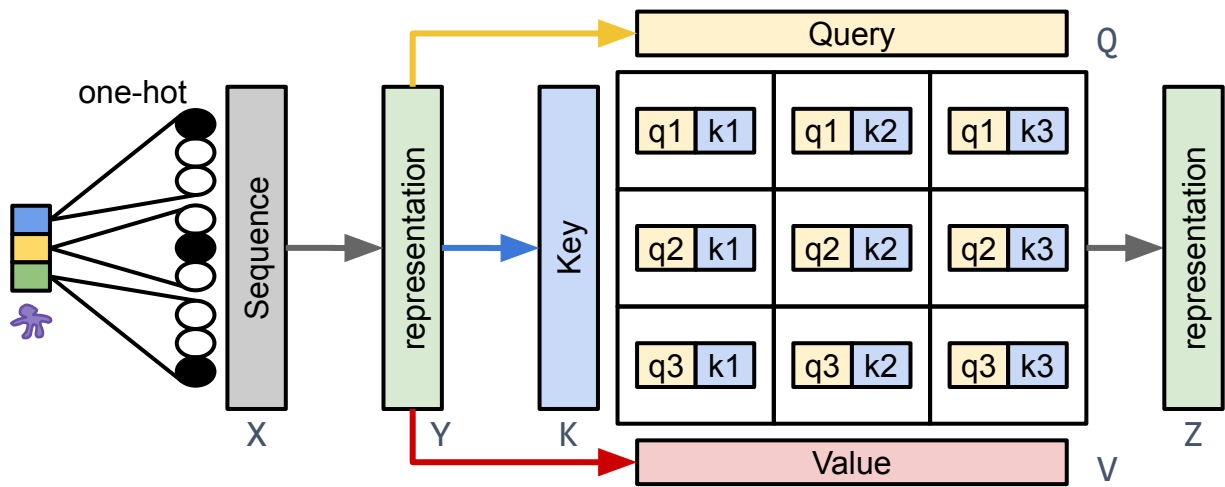 Query
Q
one-hot
Sequence
X
representation
Y
Key
K
q1 k1
q1 k2
q1 k3
q2 k1
q2 k2
q2 k3
q3 k1
q3 k2
q3 k3
Value
V
representation
Z